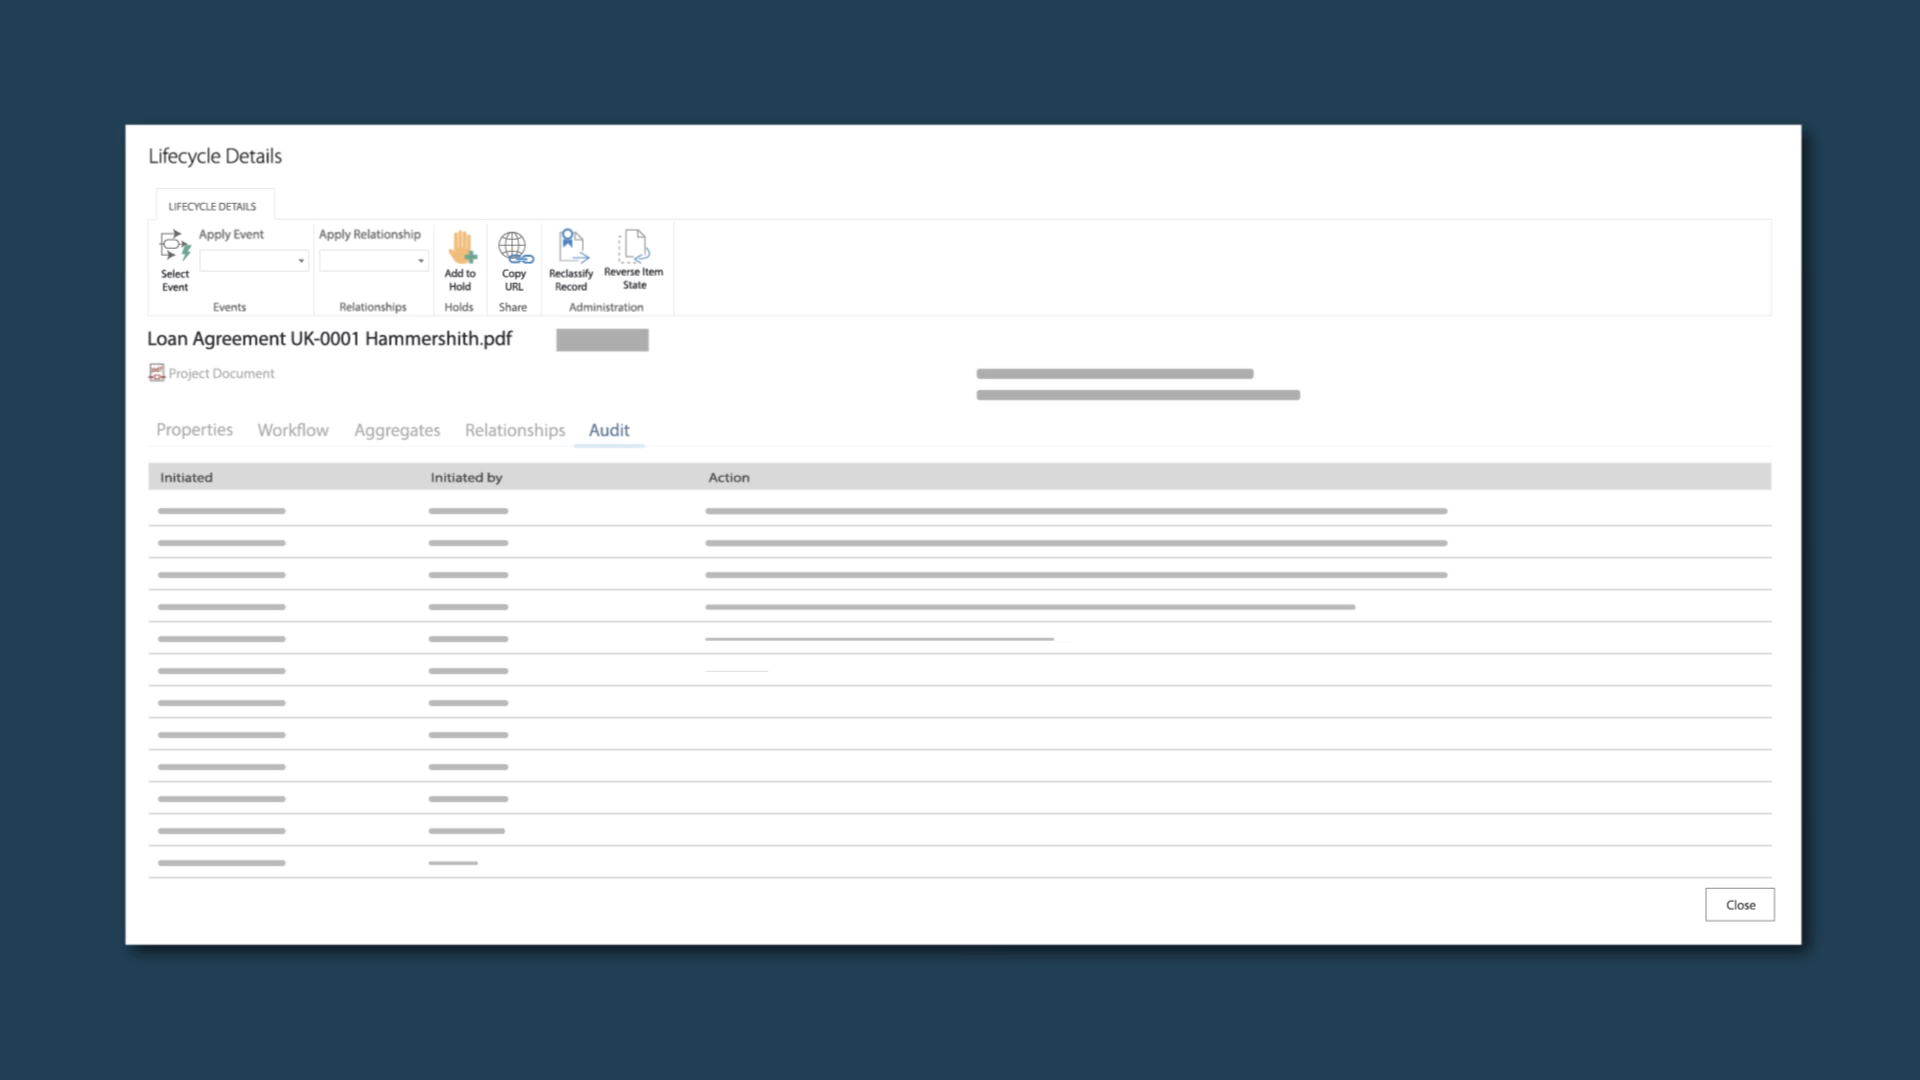 Lifecycle Details
LIFECYCLE DETAILS
Apply Event
Apply Relationship
Select
Event
Add to
Hold
Copy
URL
Reclassify
Record
Reverse Item
State
Events
Relationships
Holds
Share
Administration
Loan Agreement UK-0001 Hammershith.pdf
Project Document
Properties
Workflow
Aggregates
Relationships
Audit
Initiated
Initiated by
Action
Close